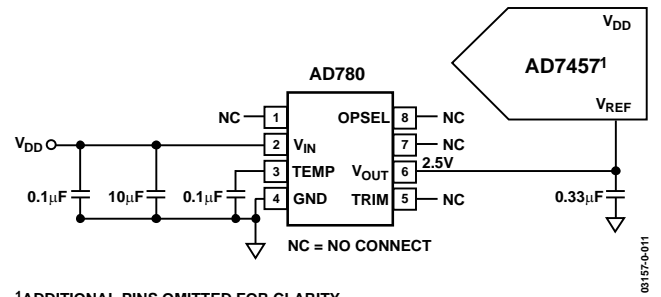 V_DD
AD7457¹
V_REF
AD780
NC 1 OPSEL 8 NC
V_DD 2 V_IN 7 NC
3 TEMP V_OUT 6 2.5V
0.1μF 10μF 0.1μF 4 GND TRIM 5 NC 0.33μF
NC = NO CONNECT
¹ADDITIONAL PINS OMITTED FOR CLARITY
03157-0-011